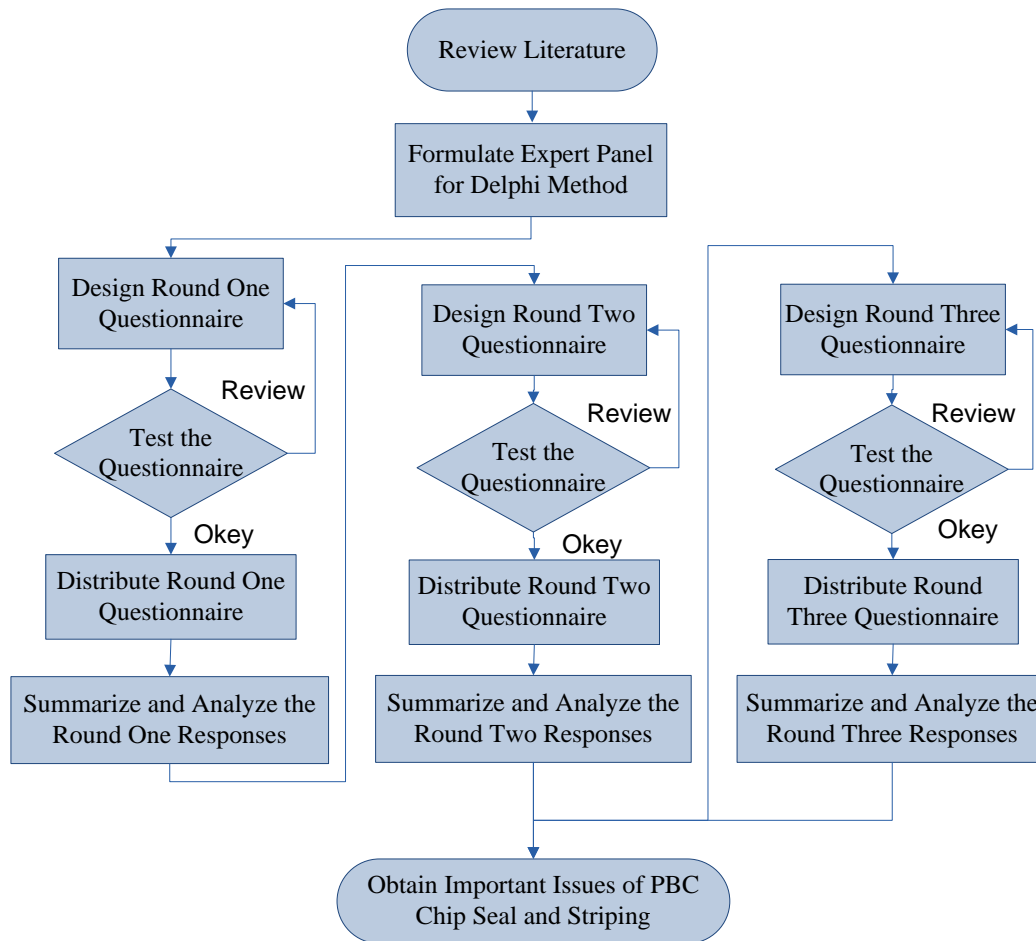 Review Literature
Formulate Expert Panel
for Delphi Method
Design Round One
Questionnaire
Review
Test the
Questionnaire
Okey
Distribute Round One
Questionnaire
Summarize and Analyze the
Round One Responses
Design Round Two
Questionnaire
Review
Test the
Questionnaire
Okey
Distribute Round Two
Questionnaire
Summarize and Analyze the
Round Two Responses
Design Round Three
Questionnaire
Review
Test the
Questionnaire
Okey
Distribute Round
Three Questionnaire
Summarize and Analyze the
Round Three Responses
Obtain Important Issues of PBC
Chip Seal and Striping